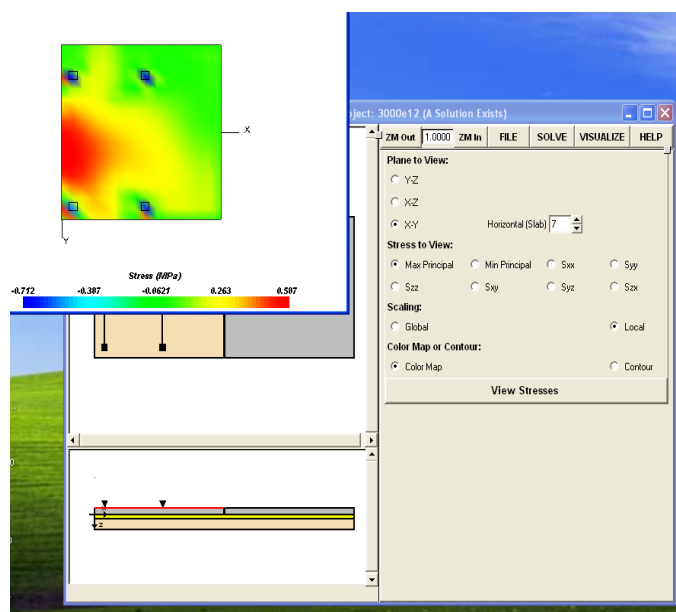 X
Y
Stress (MPa)
-0.712 -0.387 -0.0621 0.263 0.587
ject: 3000e12 (A Solution Exists)
ZM Out 1.0000 ZM In FILE SOLVE VISUALIZE HELP
Plane to View:
Y-Z
X-Z
X-Y Horizontal (Slab) 7
Stress to View:
Max Principal Min Principal Sxx Syy
Szz Sxy Syz Szx
Scaling:
Global Local
Color Map or Contour:
Color Map Contour
View Stresses
z